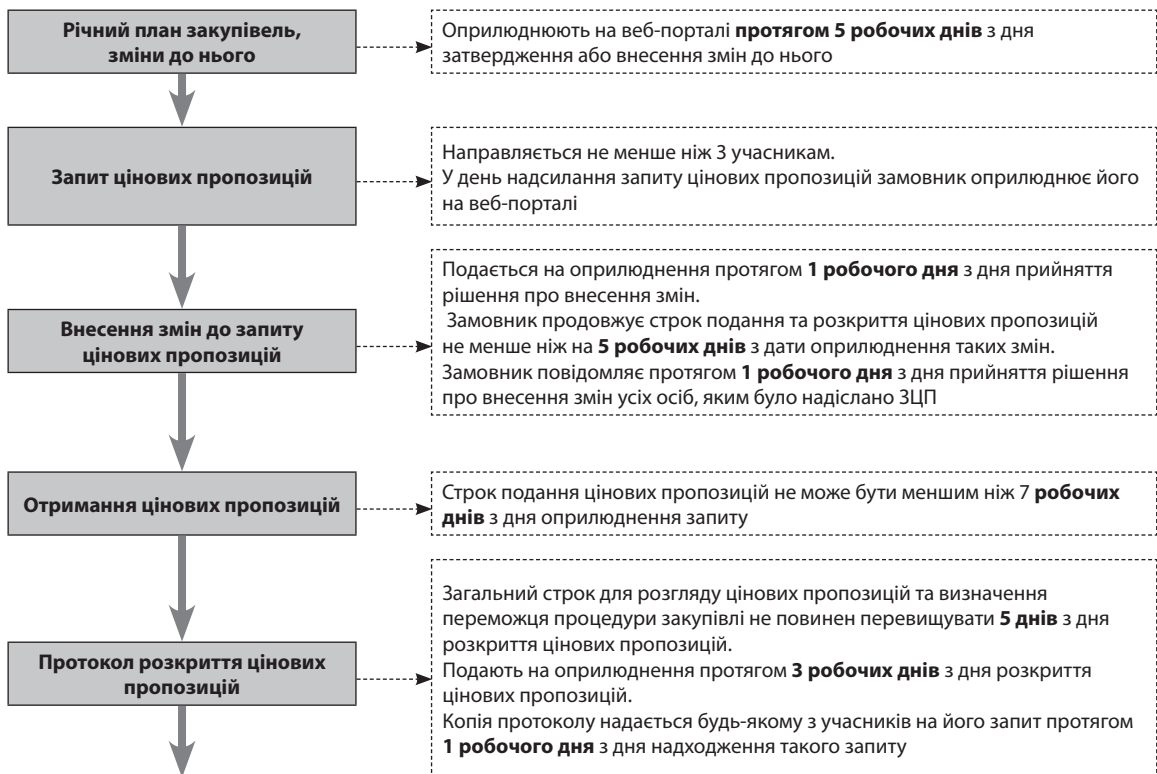 Річний план закупівель,
зміни до нього
Оприлюднюють на веб-порталі протягом 5 робочих днів з дня
затвердження або внесення змін до нього
Запит цінових пропозицій
Направляється не менше ніж 3 учасникам.
У день надсилання запиту цінових пропозицій замовник оприлюднює його
на веб-порталі
Внесення змін до запиту
цінових пропозицій
Подається на оприлюднення протягом 1 робочого дня з дня прийняття
рішення про внесення змін.
Замовник продовжує строк подання та розкриття цінових пропозицій
не менше ніж на 5 робочих днів з дати оприлюднення таких змін.
Замовник повідомляє протягом 1 робочого дня з дня прийняття рішення
про внесення змін усіх осіб, яким було надіслано ЗЦП
Отримання цінових пропозицій
Строк подання цінових пропозицій не може бути меншим ніж 7 робочих
днів з дня оприлюднення запиту
Протокол розкриття цінових
пропозицій
Загальний строк для розгляду цінових пропозицій та визначення
переможця процедури закупівлі не повинен перевищувати 5 днів з дня
розкриття цінових пропозицій.
Подають на оприлюднення протягом 3 робочих днів з дня розкриття
цінових пропозицій.
Копія протоколу надається будь-якому з учасників на його запит протягом
1 робочого дня з дня надходження такого запиту